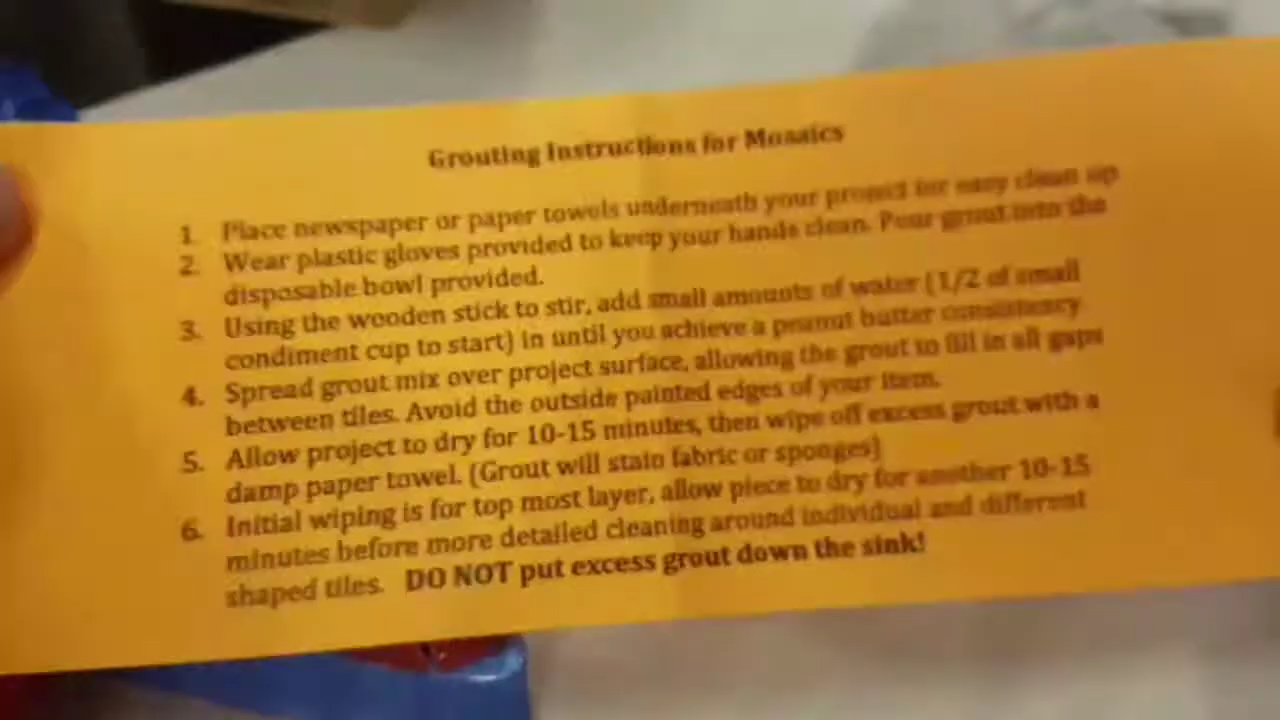 Grouting Instructions for Mosaics
1. Place newspaper or paper towels underneath your project for easy clean up
2. Wear plastic gloves provided to keep your hands clean. Pour grout into the
disposable bowl provided.
3. Using the wooden stick to stir, add small amounts of water (1/2 of small
condiment cup to start) in until you achieve a peanut butter consistency
4. Spread grout mix over project surface, allowing the grout to fill in all gaps
between tiles. Avoid the outside painted edges of your item.
5. Allow project to dry for 10-15 minutes, then wipe off excess grout with a
damp paper towel. (Grout will stain fabric or sponges)
6. Initial wiping is for top most layer, allow piece to dry for another 10-15
minutes before more detailed cleaning around individual and different
shaped tiles. DO NOT put excess grout down the sink!